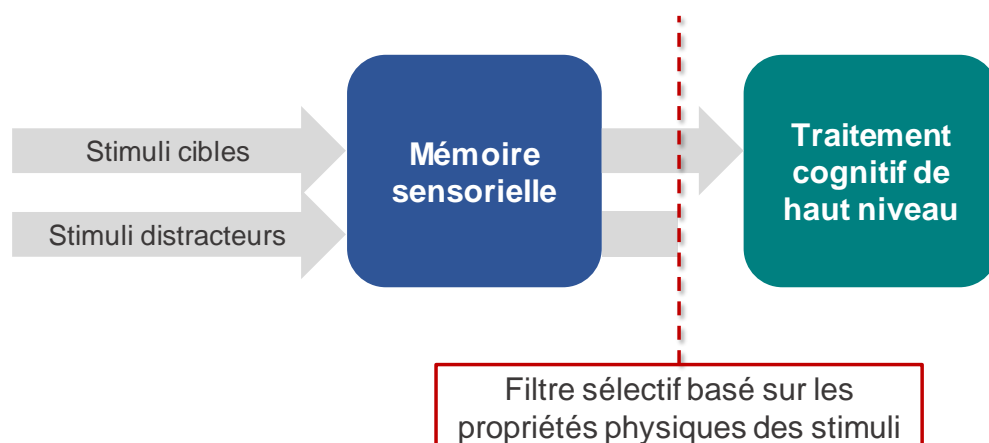 Stimuli cibles
Stimuli distracteurs
Mémoire
sensorielle
Traitement
cognitif de
haut niveau
Filtre sélectif basé sur les
propriétés physiques des stimuli